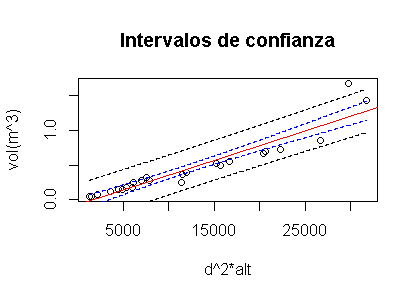 Intervalos de confianza
vol(m^3)
1.0
0.0
5000
15000
25000
d^2*alt